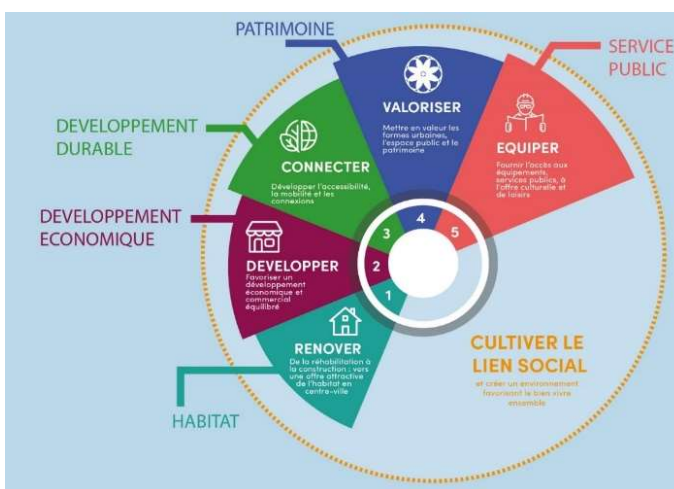 PATRIMOINE
SERVICE
PUBLIC
DEVELOPPEMENT
DURABLE
DEVELOPPEMENT
ECONOMIQUE
HABITAT
VALORISER
Mettre en valeur les
formes urbaines,
l'espace public et le
patrimoine
EQUIPER
Fournir l'accès aux
équipements,
services publics, à
l'offre culturelle et
de loisirs
CONNECTER
Développer l'accessibilité,
la mobilité et les
connexions
DEVELOPPER
Favoriser un
développement
économique et
commercial
équilibré
RENOVER
De la réhabilitation à
la construction : vers
une offre attractive
de l'habitat en
centre-ville
1
2
3
4
5
CULTIVER LE
LIEN SOCIAL
et créer un environnement
favorisant le bien vivre
ensemble